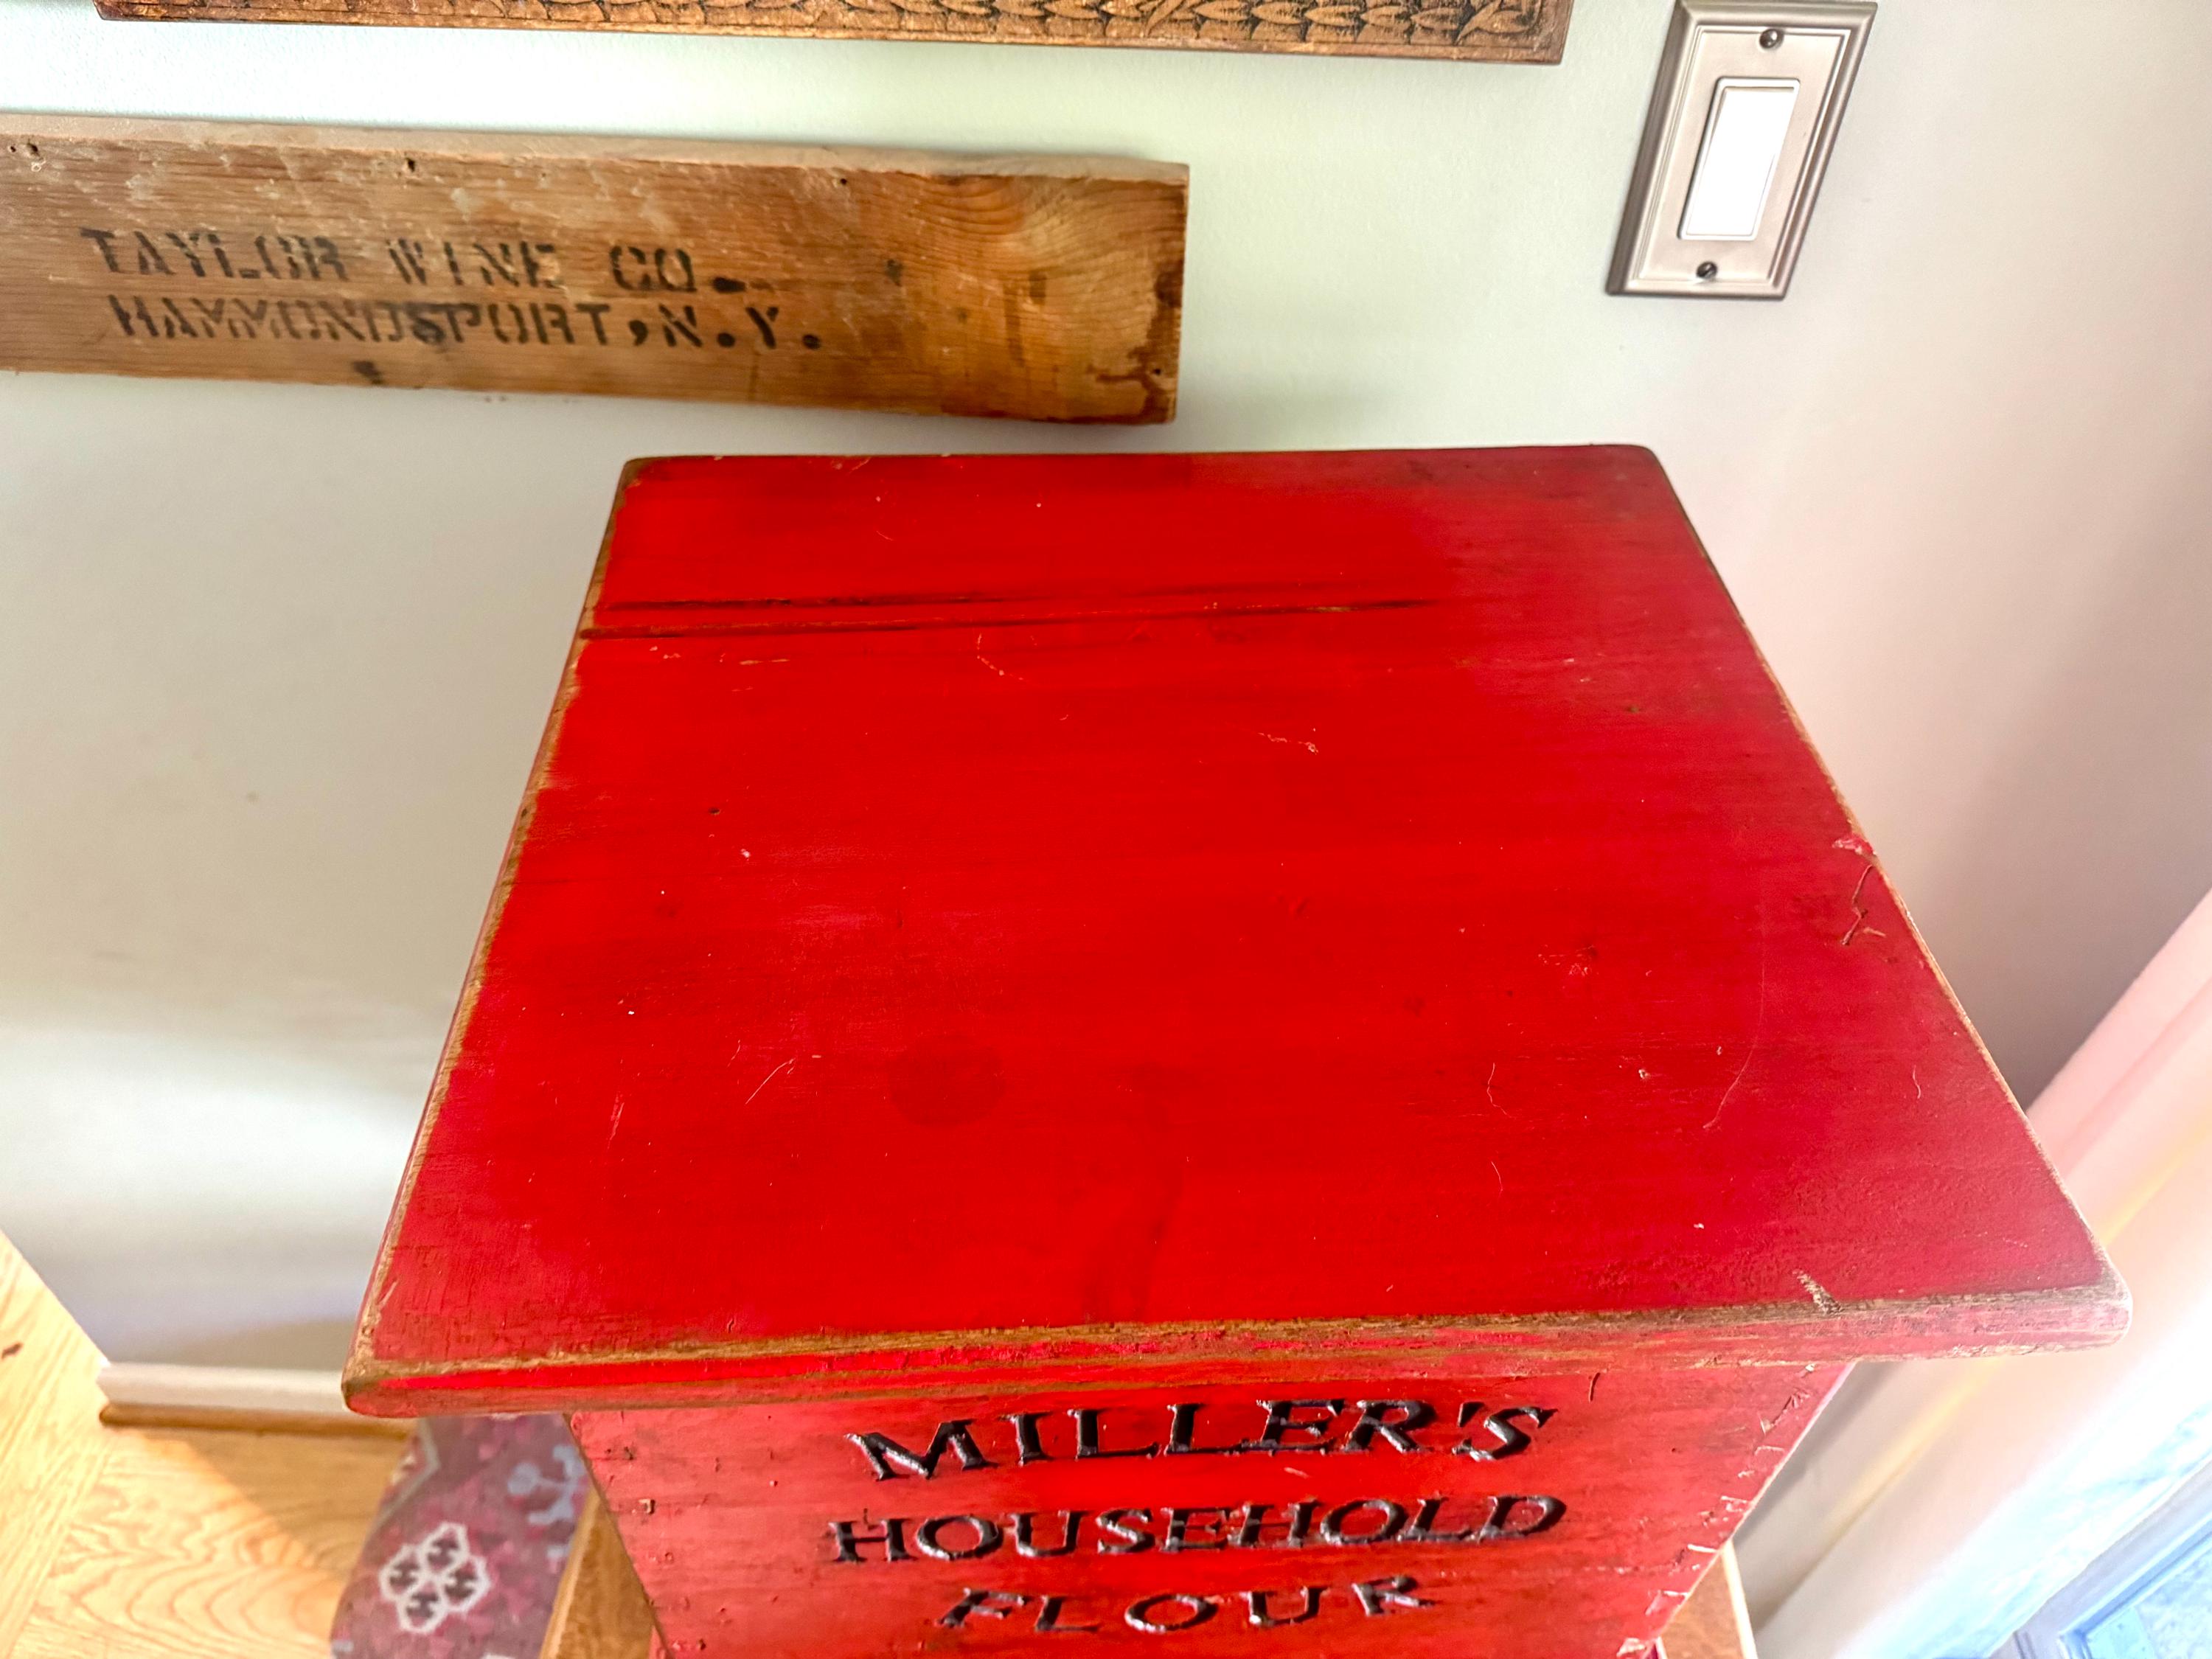 TAYLOR WINE CO.
HAMMONDSPORT, N.Y.
MILLER'S
HOUSEHOLD
FLOUR